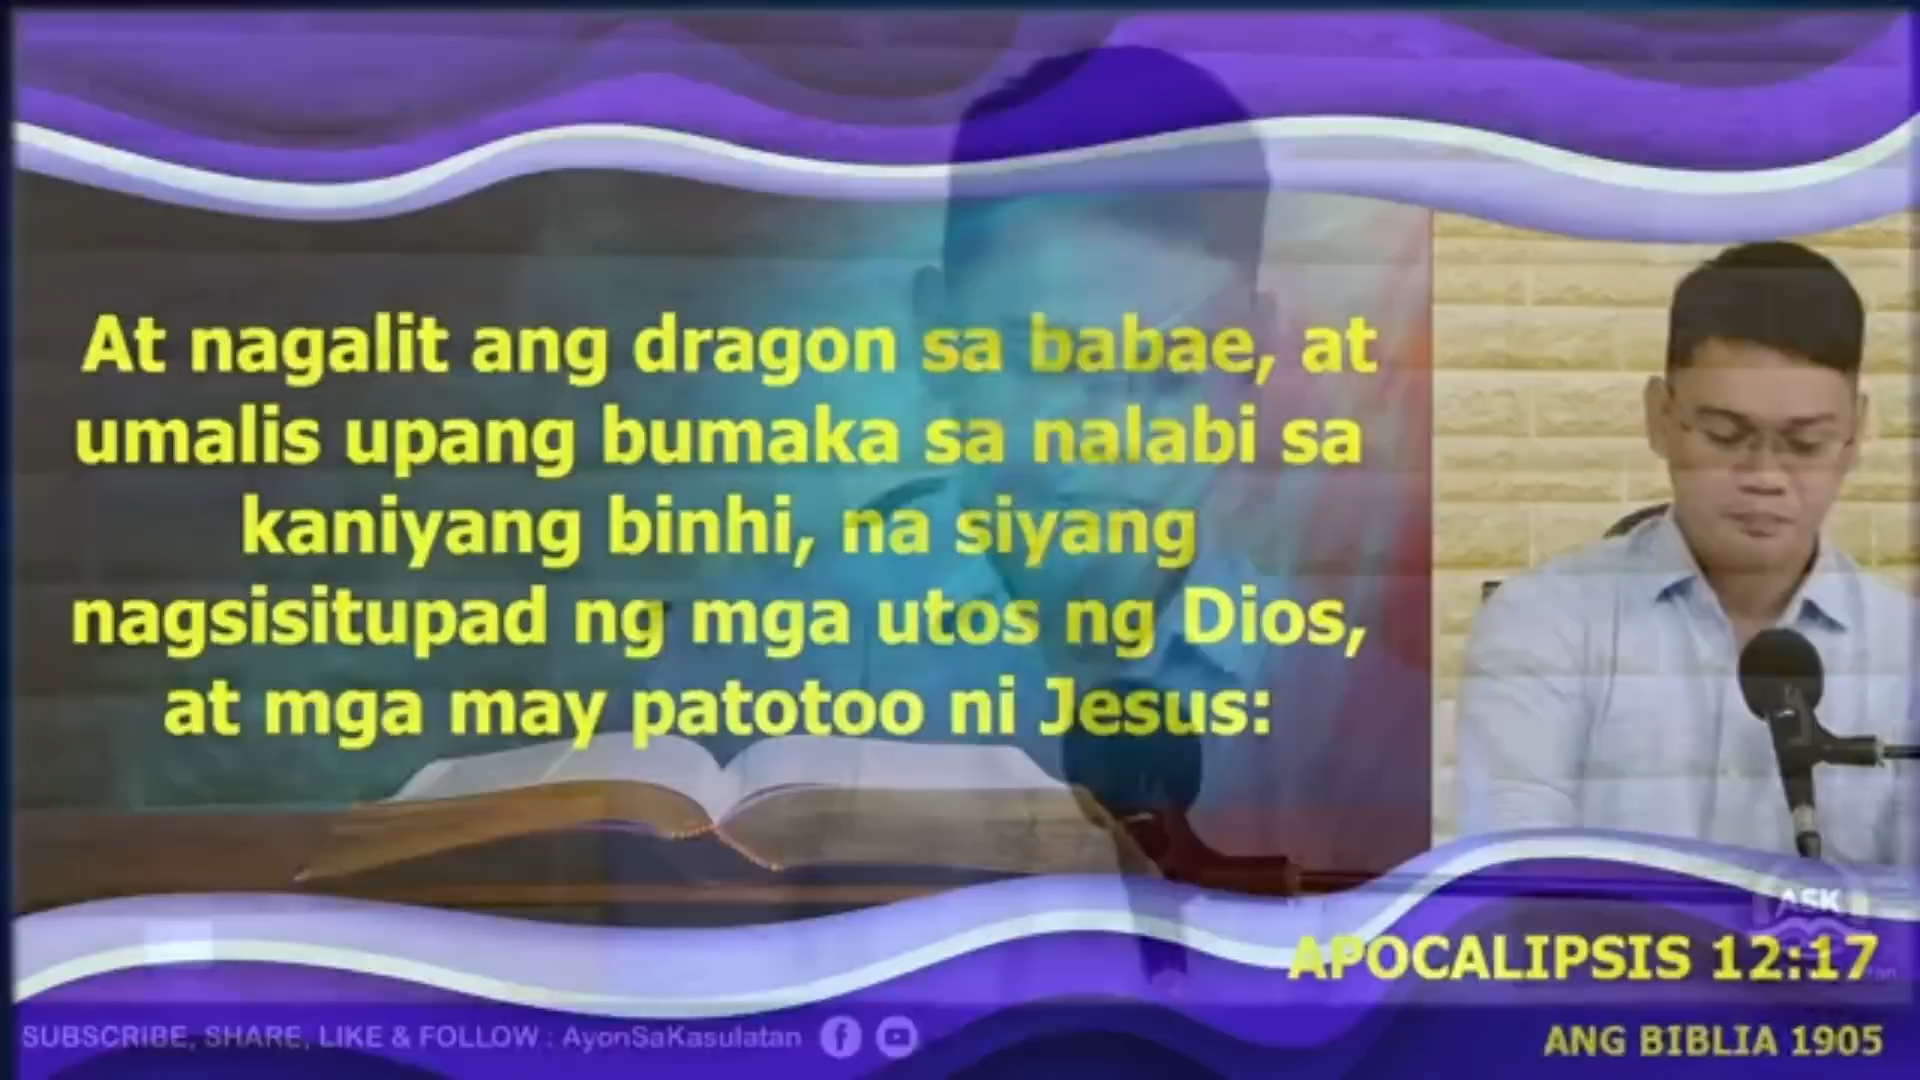 At nagalit ang dragon sa babae, at
umalis upang bumaka sa nalabi sa
kaniyang binhi, na siyang
nagsisitupad ng mga utos ng Dios,
at mga may patotoo ni Jesus:
ASK
APOCALIPSIS 12:17
SUBSCRIBE, SHARE, LIKE & FOLLOW : AyonSaKasulatan
ANG BIBLIA 1905